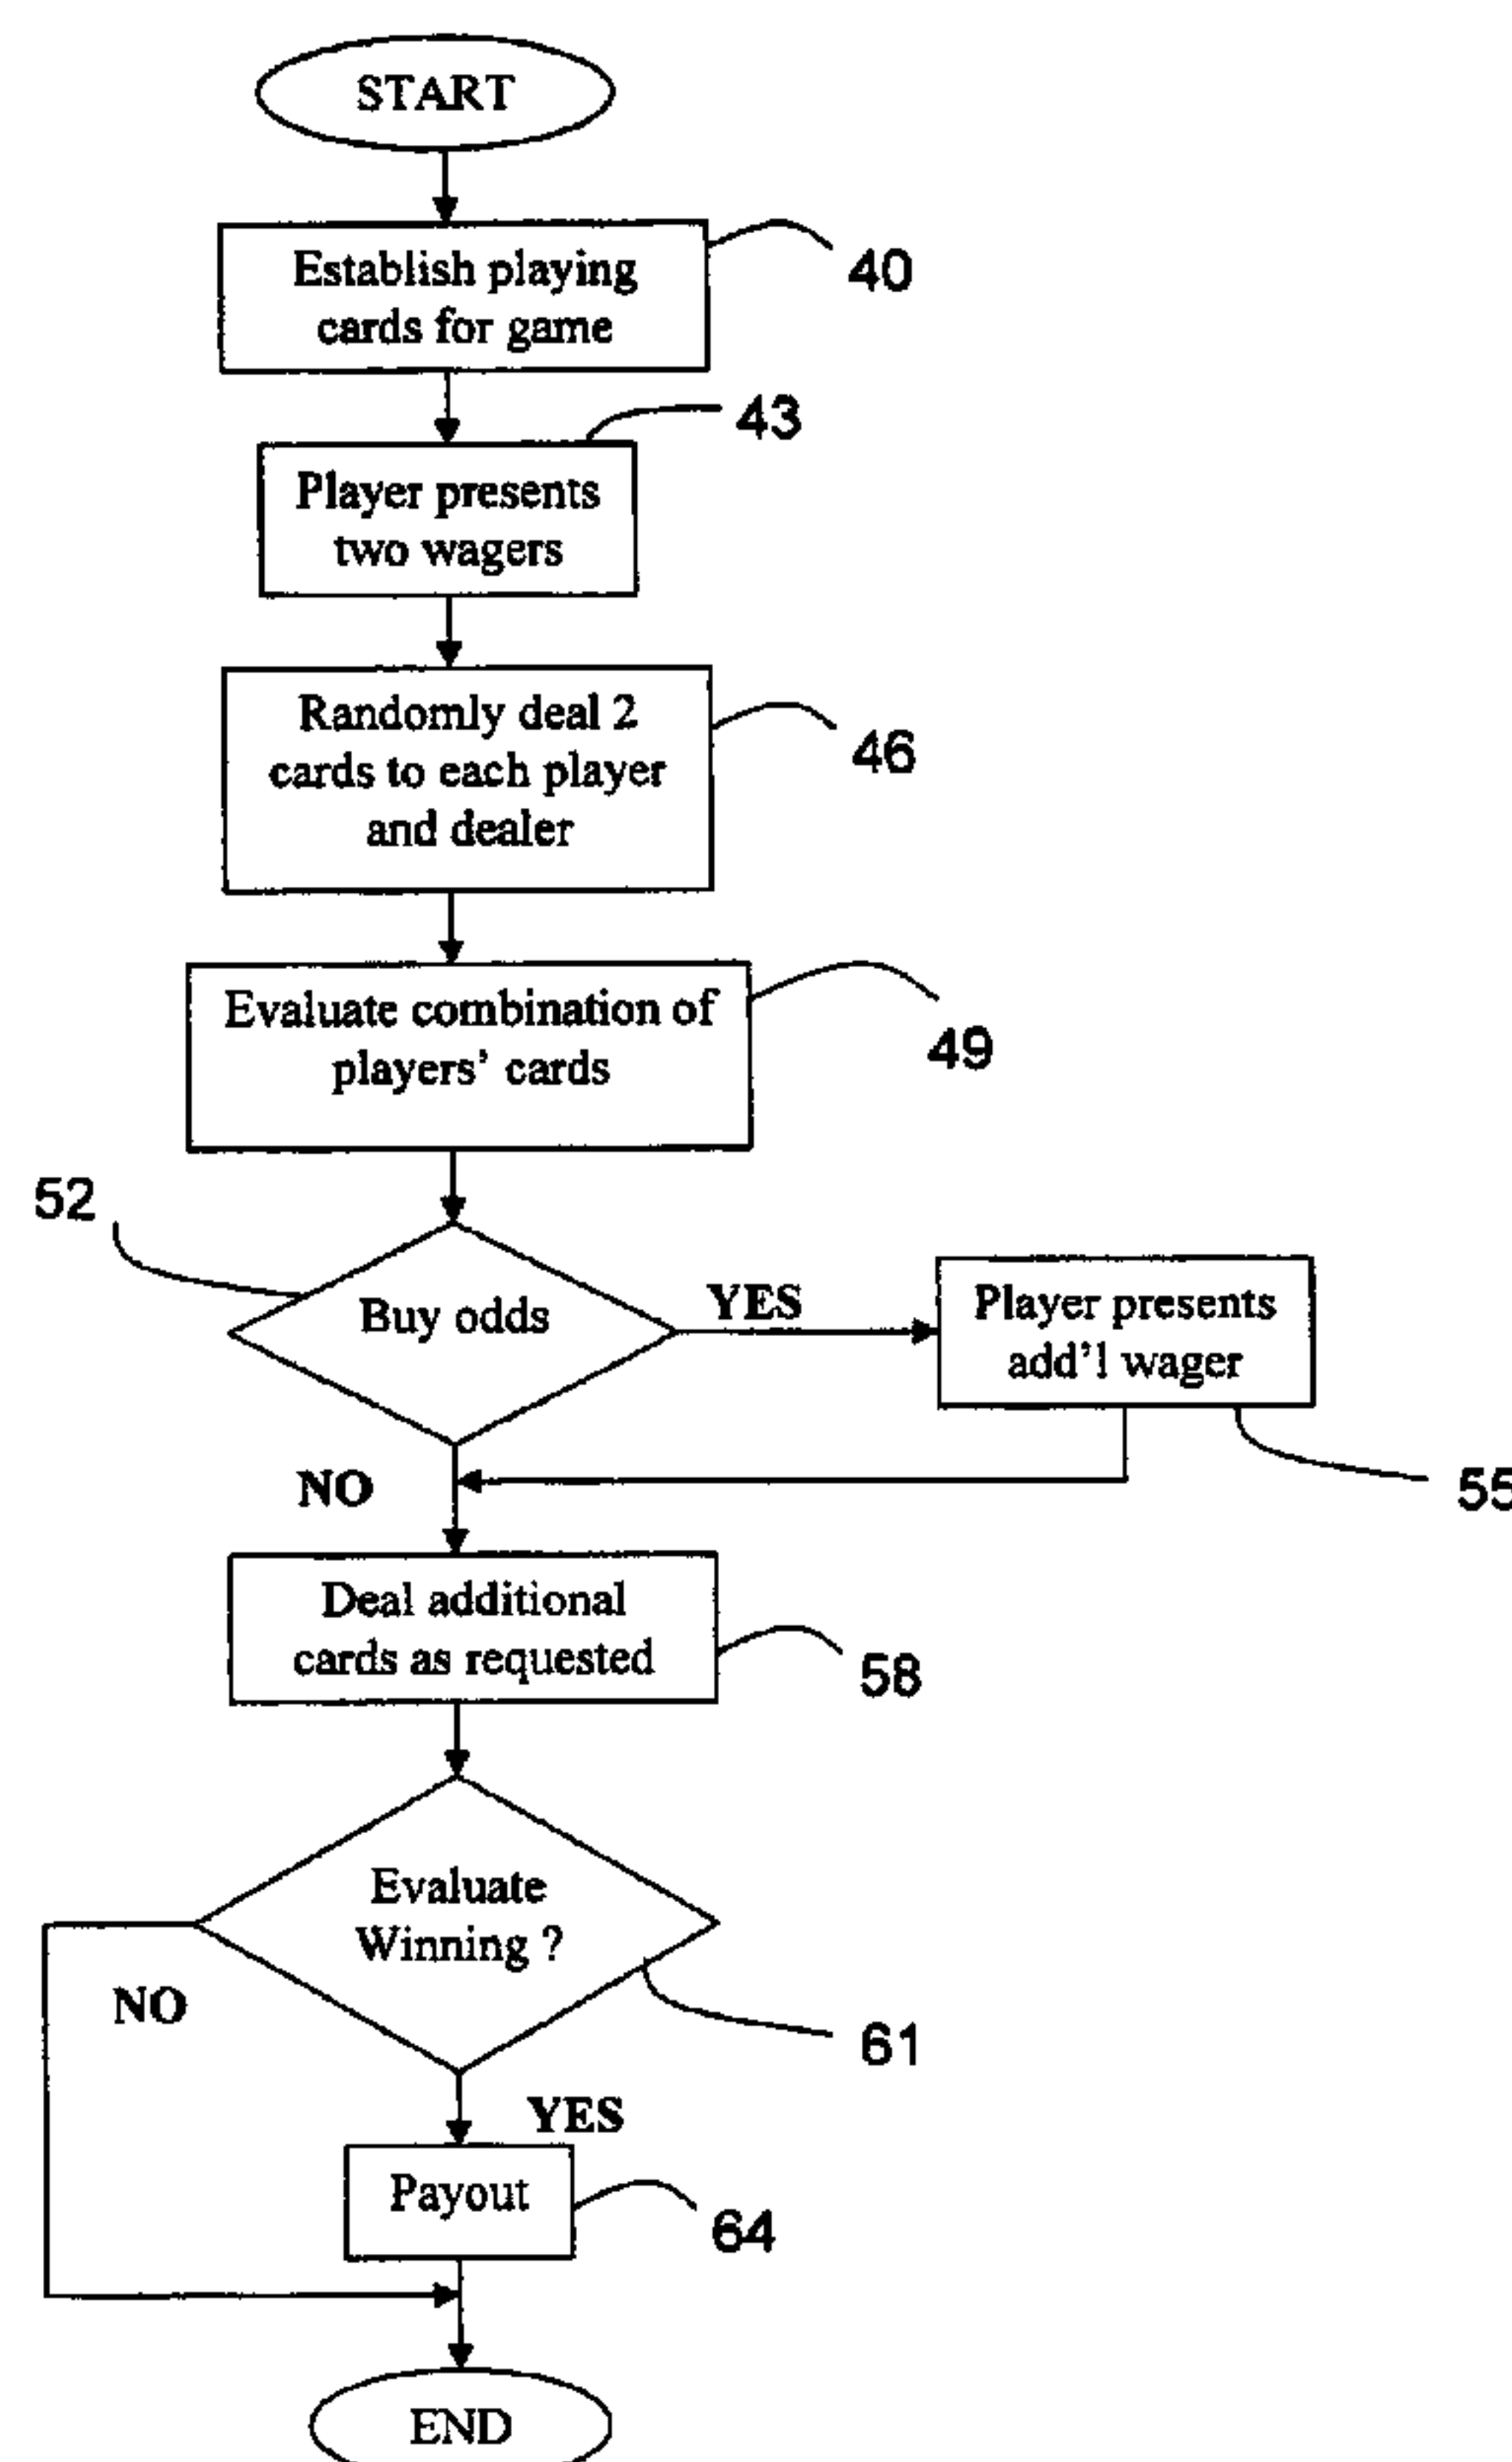 START
Establish playing
cards for game
40
43
Player presents
two wagers
Randomly deal 2
cards to each player
and dealer
46
Evaluate combination of
players’ cards
49
52
Buy odds
YES
Player presents
add’l wager
NO
55
Deal additional
cards as requested
58
Evaluate
Winning ?
NO
61
YES
Payout
64
END